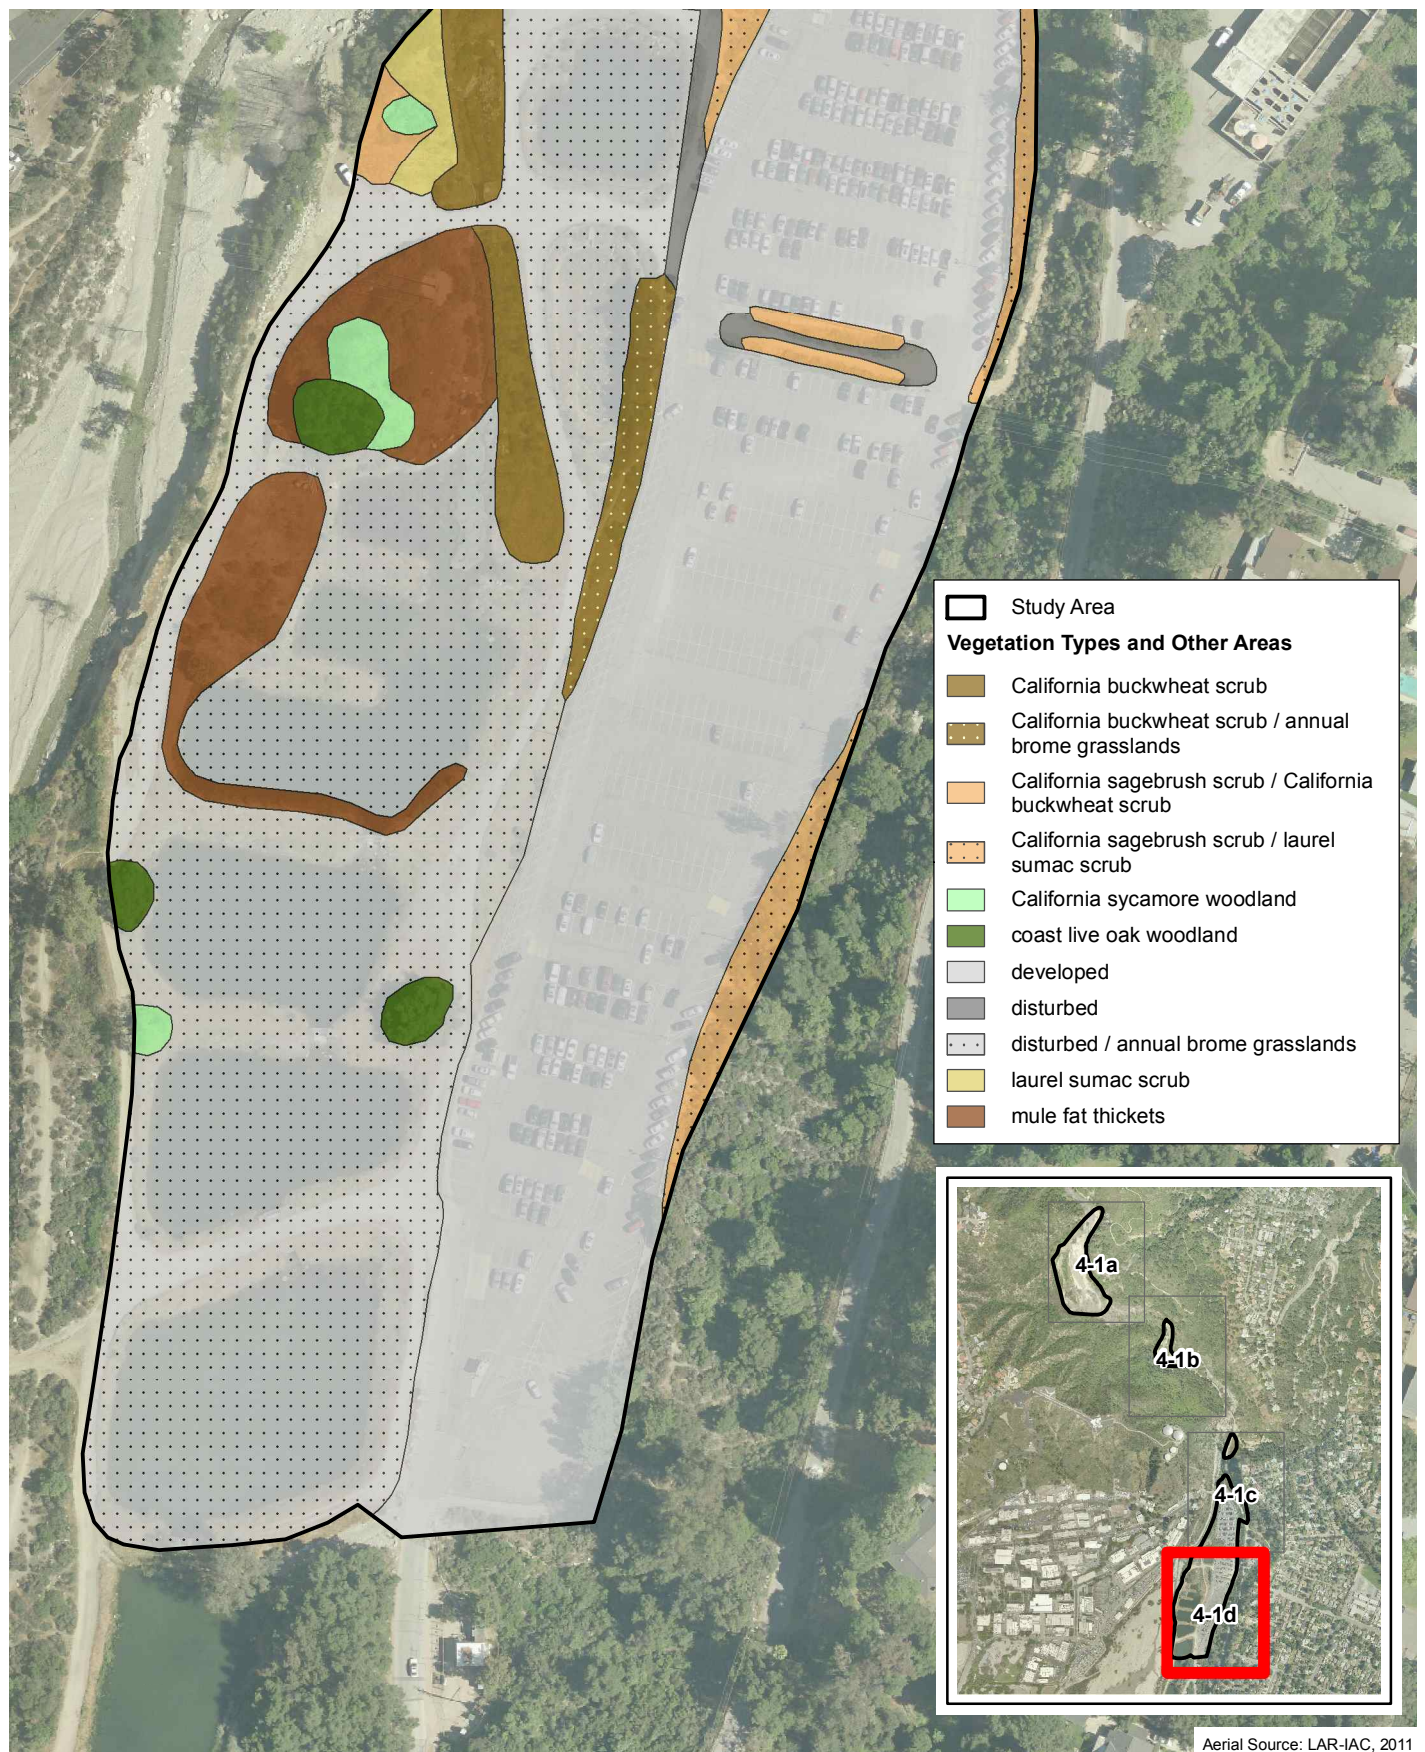 Study Area
Vegetation Types and Other Areas
California buckwheat scrub
California buckwheat scrub / annual
brome grasslands
California sagebrush scrub / California
buckwheat scrub
California sagebrush scrub / laurel
sumac scrub
California sycamore woodland
coast live oak woodland
developed
disturbed
disturbed / annual brome grasslands
laurel sumac scrub
mule fat thickets
4-1a
4-1b
4-1c
4-1d
Aerial Source: LAR-IAC, 2011